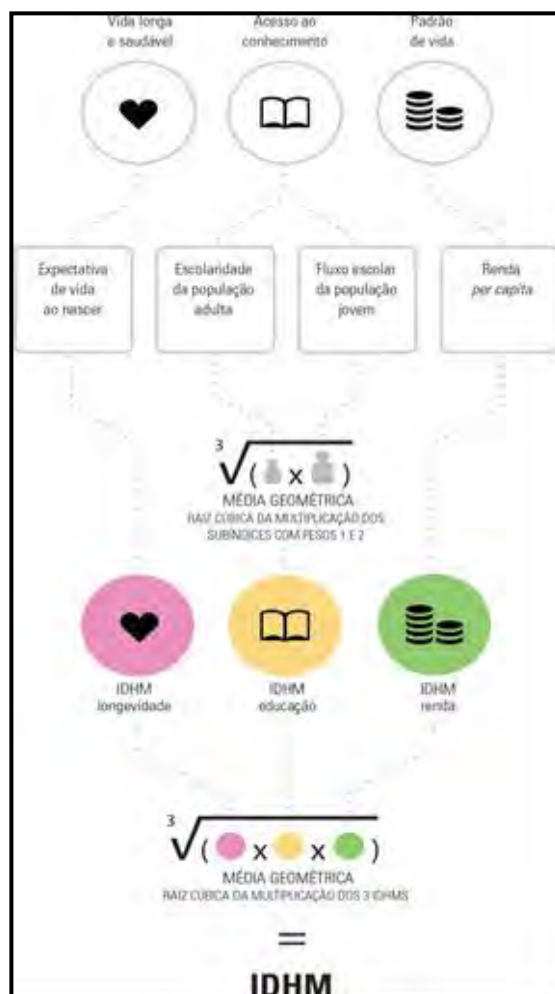 Vida longa
e saudável
Acesso ao
conhecimento
Padrão
de vida
Expectativa
de vida
ao nascer
Escolaridade
da população
adulta
Fluxo escolar
da população
jovem
Renda
per capita
3
√( x )
MÉDIA GEOMÉTRICA
RAIZ CÚBICA DA MULTIPLICAÇÃO DOS
SUBÍNDICES COM PESOS 1 E 2
IDHM
longevidade
IDHM
educação
IDHM
renda
3
√( x x )
MÉDIA GEOMÉTRICA
RAIZ CÚBICA DA MULTIPLICAÇÃO DOS 3 IDHMS
=
IDHM